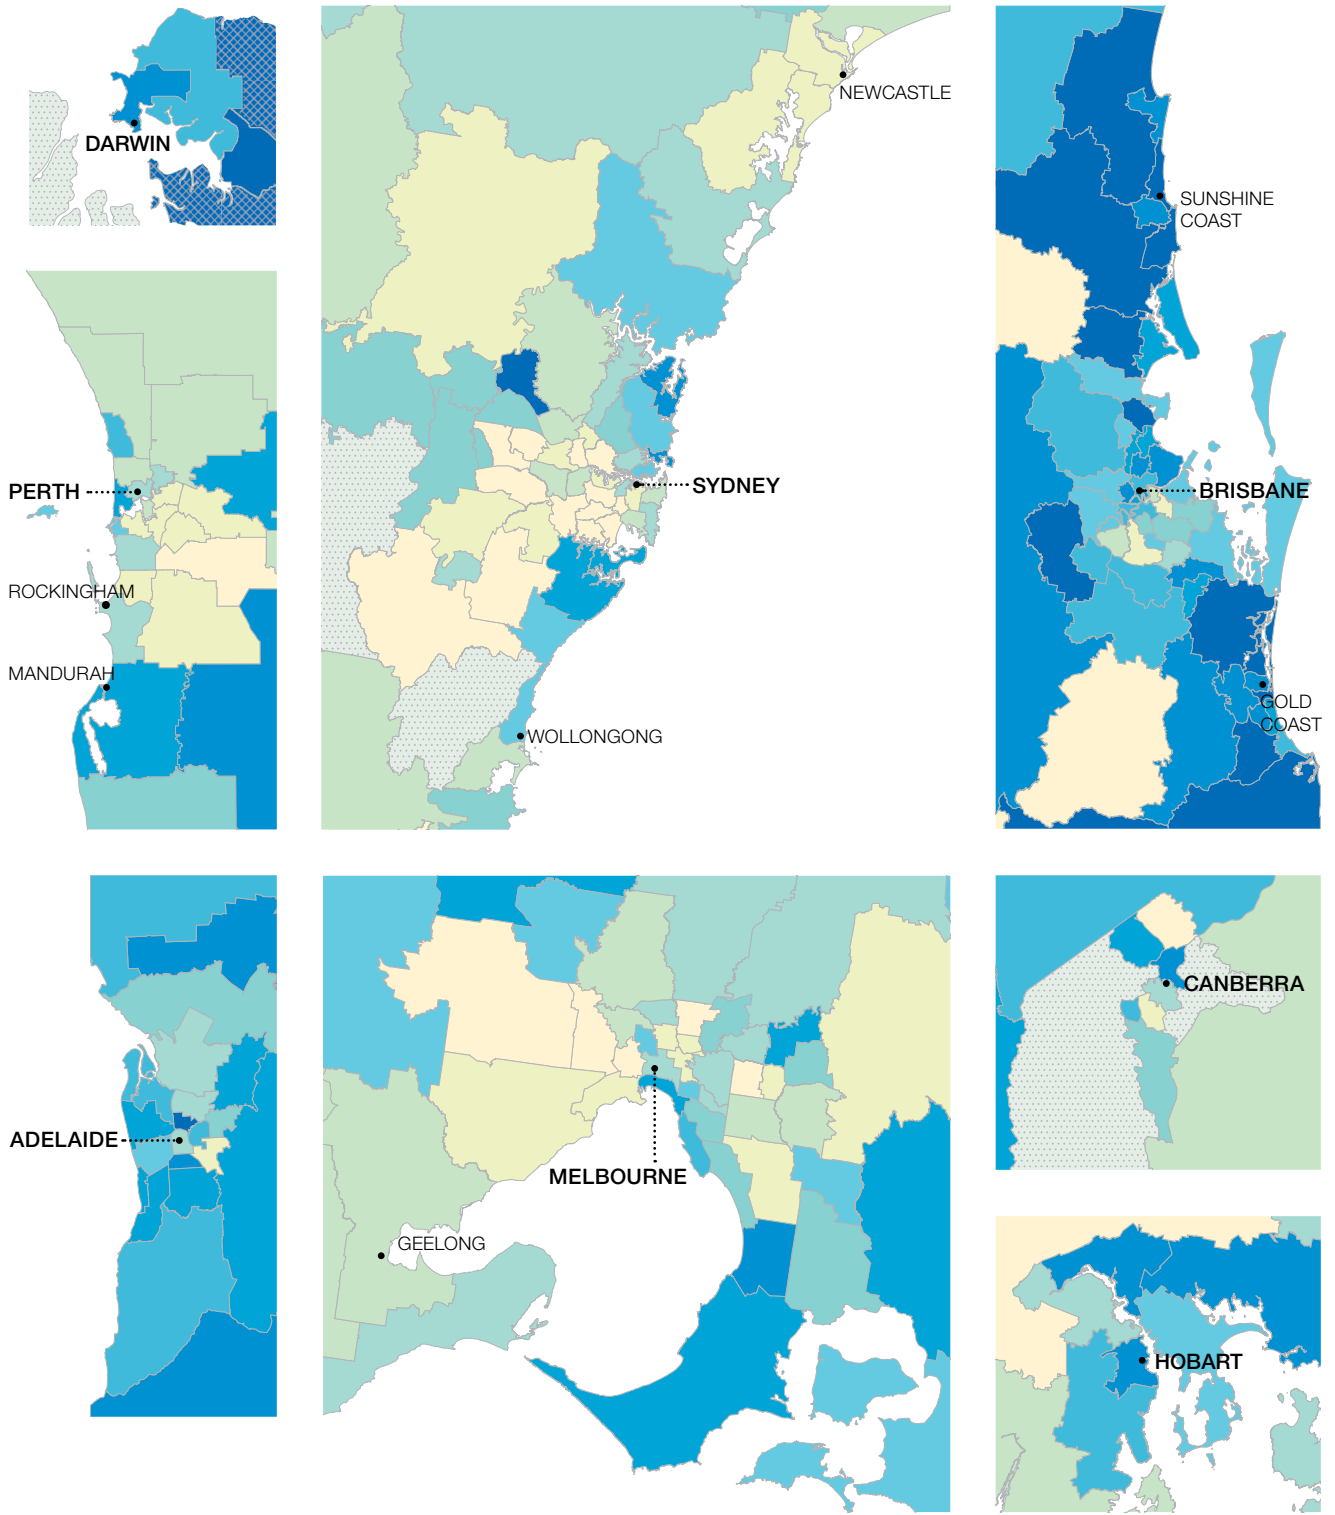 DARWIN
NEWCASTLE
SUNSHINE
COAST
PERTH
SYDNEY
BRISBANE
ROCKINGHAM
MANDURAH
GOLD
COAST
WOLLONGONG
CANBERRA
ADELAIDE
MELBOURNE
GEELONG
HOBART